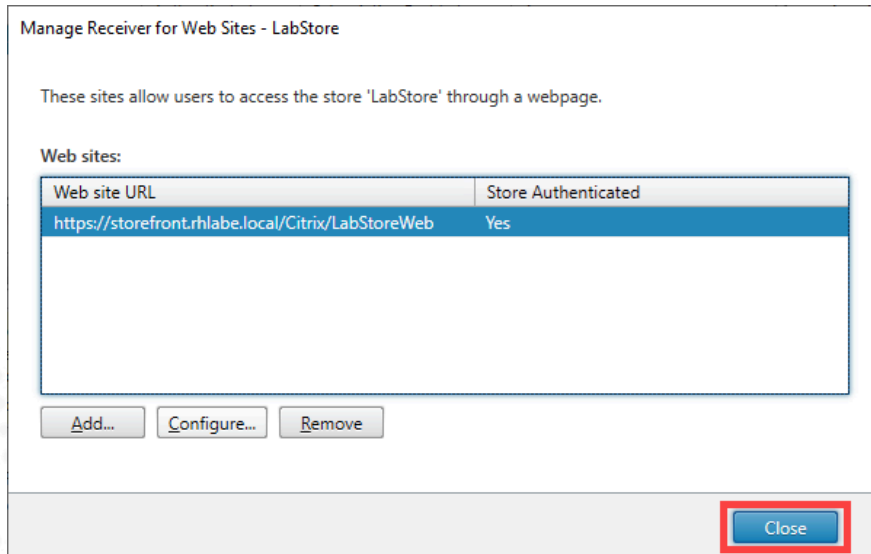 Manage Receiver for Web Sites - LabStore
These sites allow users to access the store 'LabStore' through a webpage.
Web sites:
Web site URL Store Authenticated
https://storefront.rhlabe.local/Citrix/LabStoreWeb Yes
Add... Configure... Remove
Close